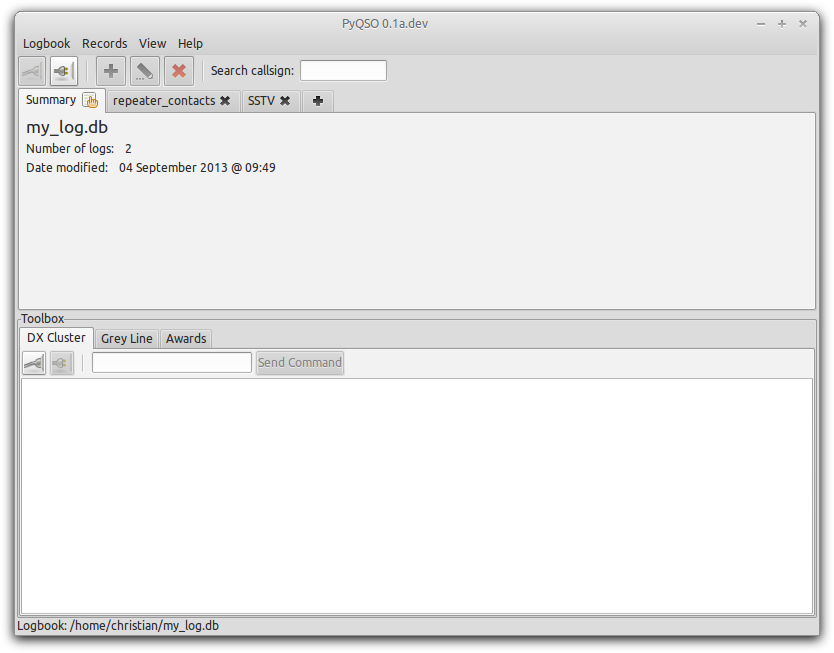 PyQSO 0.1a.dev
Logbook Records View Help
Search callsign:
Summary repeater_contacts SSTV
my_log.db
Number of logs: 2
Date modified: 04 September 2013 @ 09:49
Toolbox
DX Cluster Grey Line Awards
Send Command
Logbook: /home/christian/my_log.db